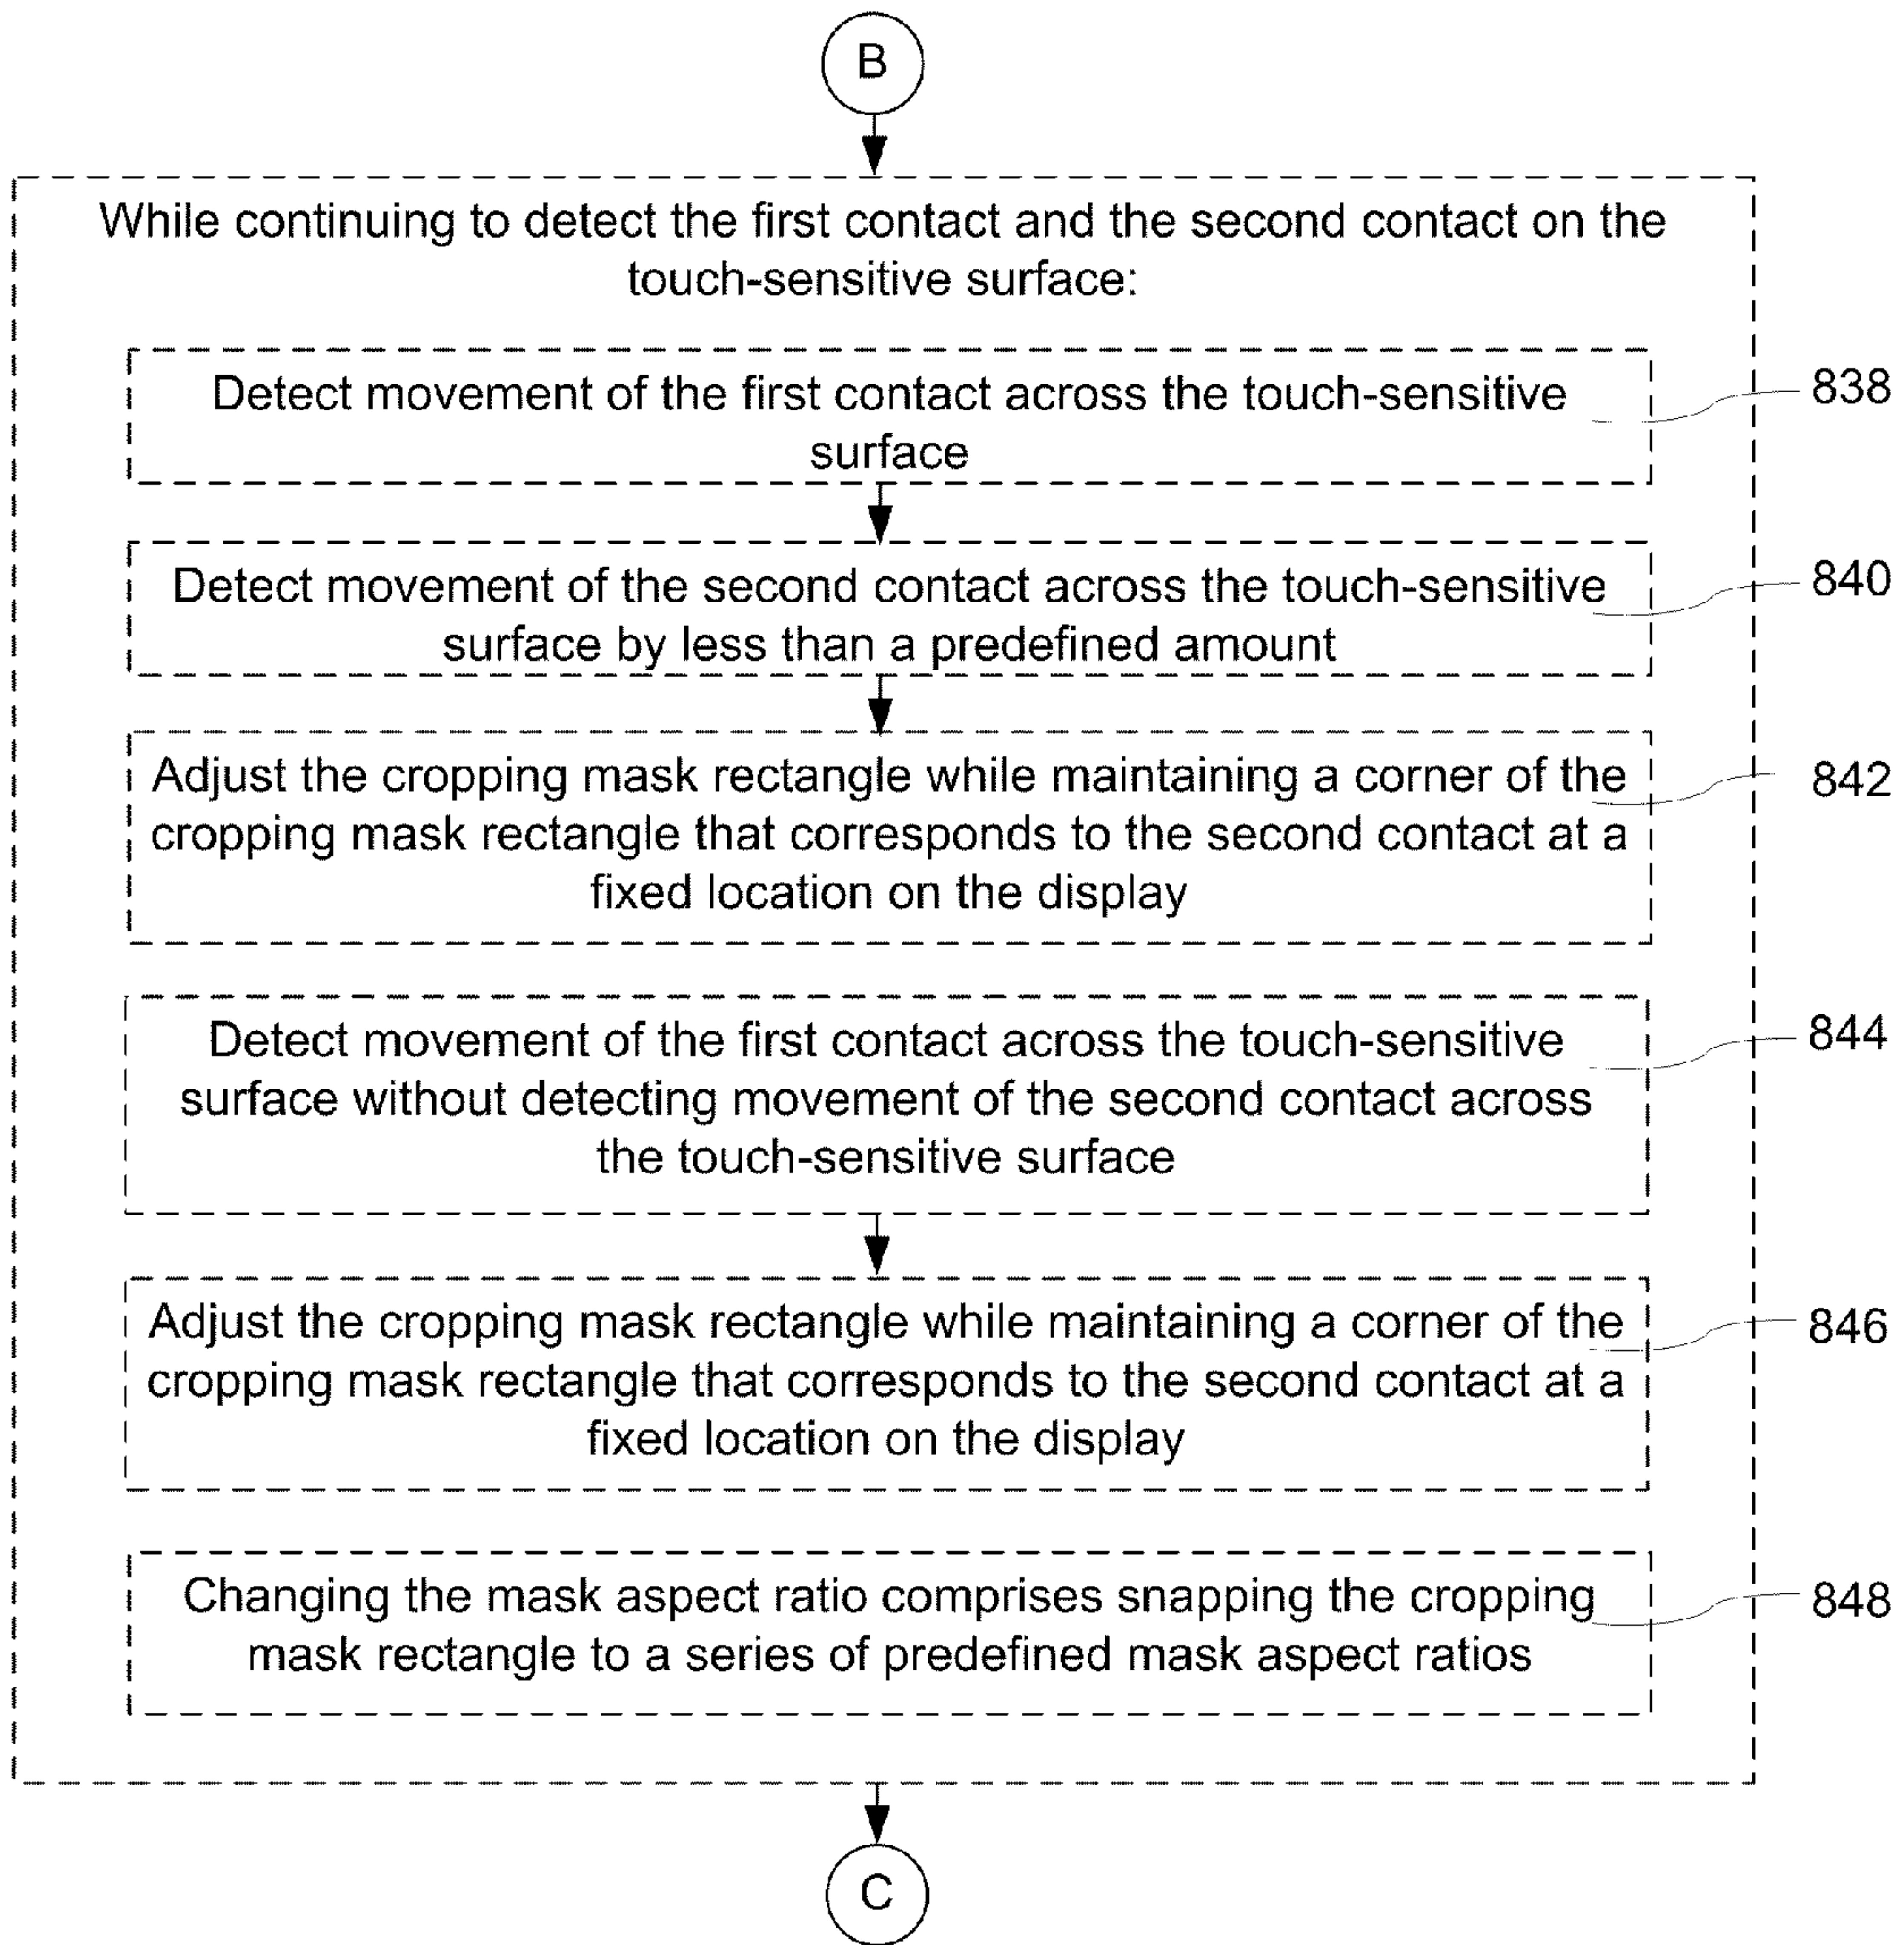 B
While continuing to detect the first contact and the second contact on the
touch-sensitive surface:
Detect movement of the first contact across the touch-sensitive
surface
838
Detect movement of the second contact across the touch-sensitive
surface by less than a predefined amount
840
Adjust the cropping mask rectangle while maintaining a corner of the
cropping mask rectangle that corresponds to the second contact at a
fixed location on the display
842
Detect movement of the first contact across the touch-sensitive
surface without detecting movement of the second contact across
the touch-sensitive surface
844
Adjust the cropping mask rectangle while maintaining a corner of the
cropping mask rectangle that corresponds to the second contact at a
fixed location on the display
846
Changing the mask aspect ratio comprises snapping the cropping
mask rectangle to a series of predefined mask aspect ratios
848
C